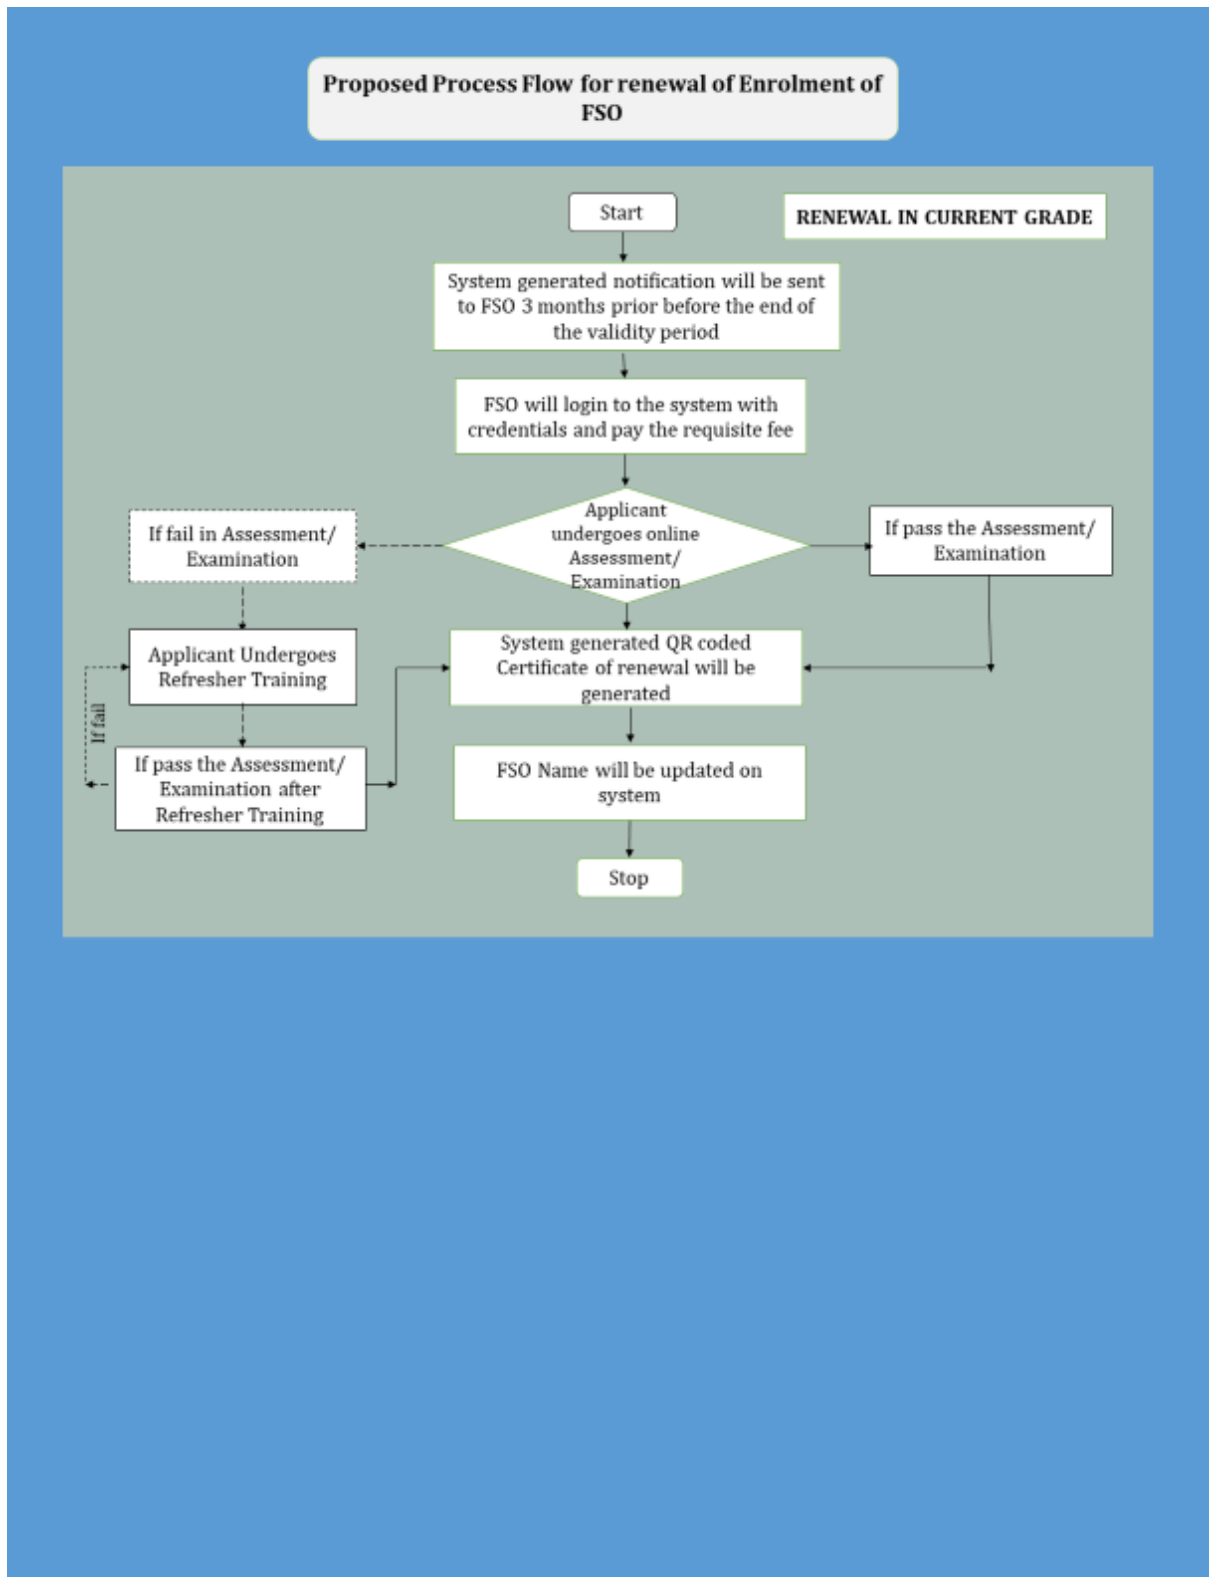 Proposed Process Flow for renewal of Enrolment of
FSO
Start
RENEWAL IN CURRENT GRADE
System generated notification will be sent
to FSO 3 months prior before the end of
the validity period
FSO will login to the system with
credentials and pay the requisite fee
Applicant
undergoes online
Assessment/
Examination
If fail in Assessment/
Examination
If pass the Assessment/
Examination
Applicant Undergoes
Refresher Training
System generated QR coded
Certificate of renewal will be
generated
If fail
If pass the Assessment/
Examination after
Refresher Training
FSO Name will be updated on
system
Stop